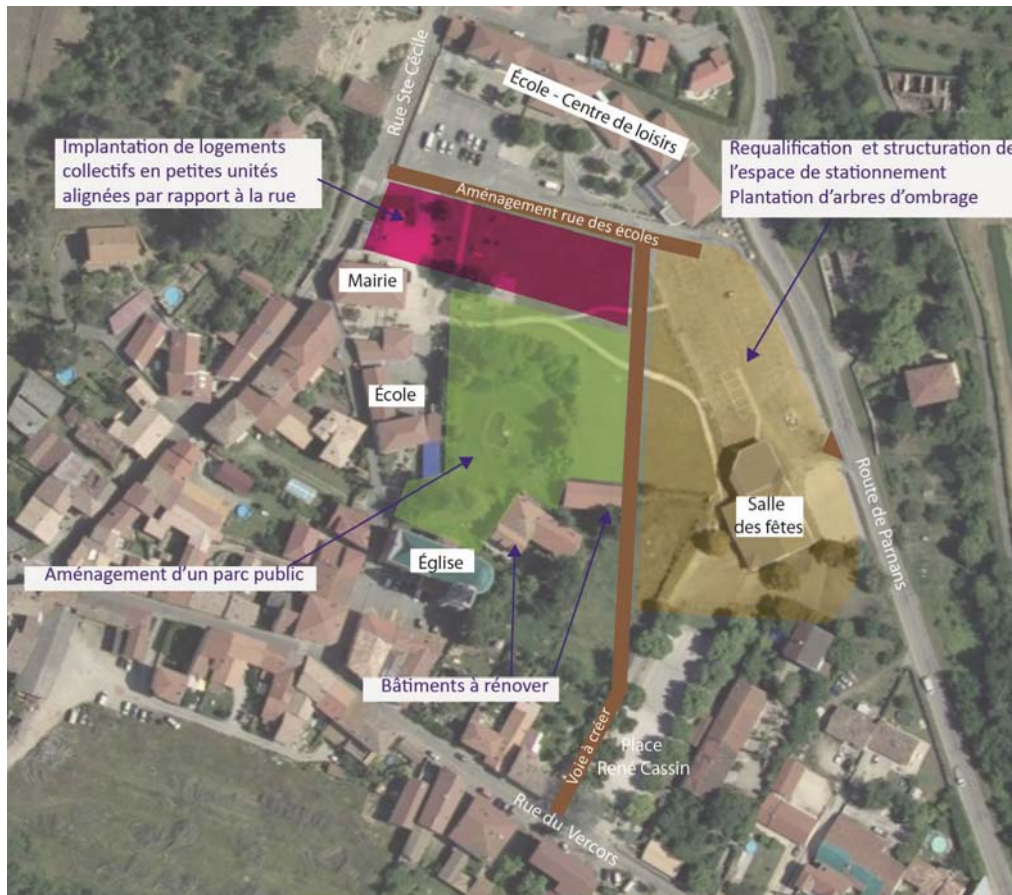 Rue Ste Cécile
École - Centre de loisirs
Implantation de logements
collectifs en petites unités
alignées par rapport à la rue
Requalification et structuration de
l'espace de stationnement
Plantation d'arbres d'ombrage
Aménagement rue des écoles
Mairie
École
Route de Parnans
Salle
des fêtes
Église
Aménagement d'un parc public
Bâtiments à rénover
Voie à créer
Place
René Cassin
Rue du Vercors